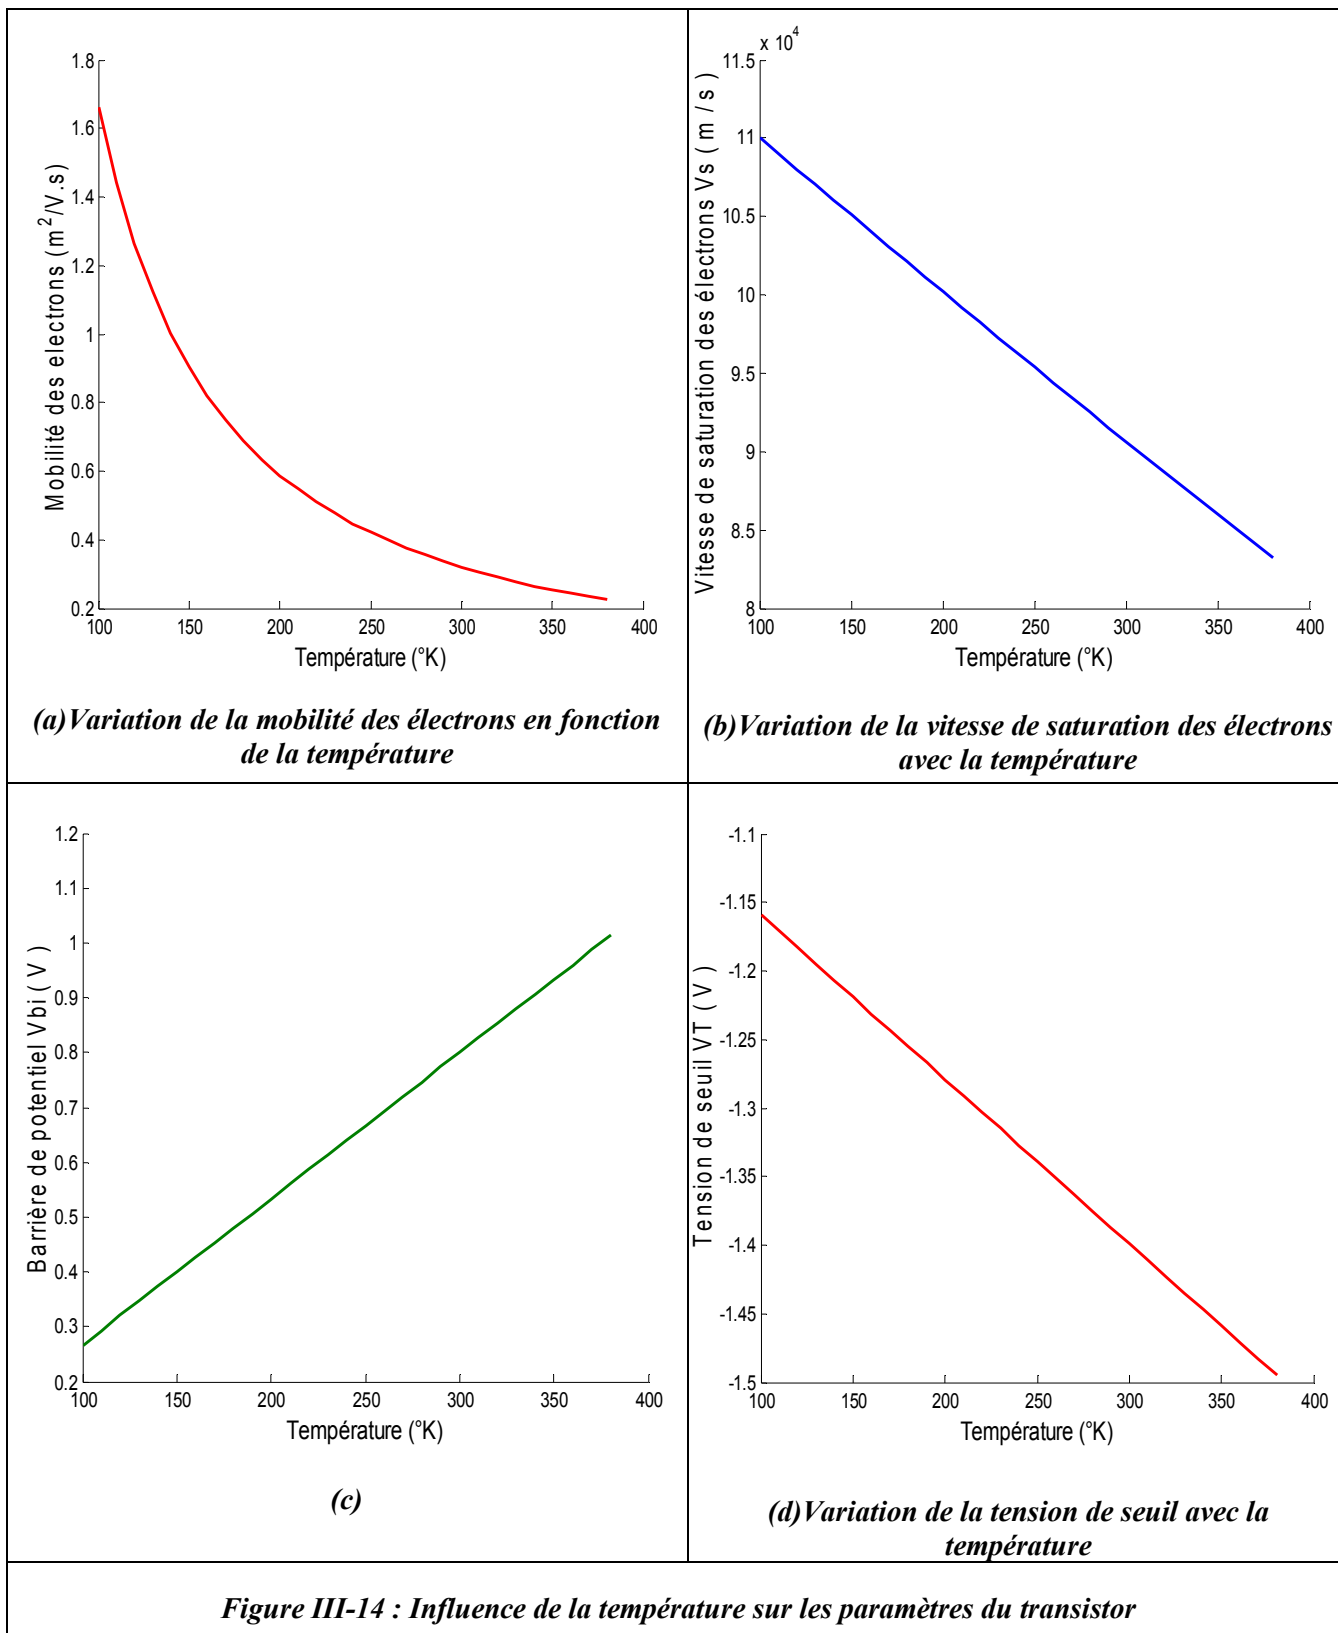 x 10^4
1.8
1.6
1.4
1.2
1
0.8
0.6
0.4
0.2
100 150 200 250 300 350 400
Mobilité des electrons (m²/V.s)
Température (°K)
(a)Variation de la mobilité des électrons en fonction
de la température
11.5
11
10.5
10
9.5
9
8.5
8
100 150 200 250 300 350 400
Vitesse de saturation des électrons Vs ( m / s )
Température (°K)
(b)Variation de la vitesse de saturation des électrons
avec la température
1.2
1.1
1
0.9
0.8
0.7
0.6
0.5
0.4
0.3
0.2
100 150 200 250 300 350 400
Barrière de potentiel Vbi ( V )
Température (°K)
(c)
-1.1
-1.15
-1.2
-1.25
-1.3
-1.35
-1.4
-1.45
-1.5
100 150 200 250 300 350 400
Tension de seuil VT ( V )
Température (°K)
(d)Variation de la tension de seuil avec la
température
Figure III-14 : Influence de la température sur les paramètres du transistor